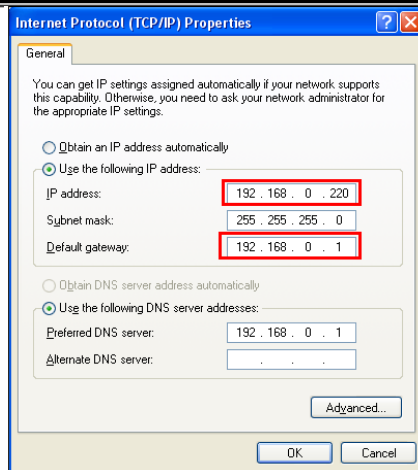 Internet Protocol (TCP/IP) Properties
General
You can get IP settings assigned automatically if your network supports
this capability. Otherwise, you need to ask your network administrator for
the appropriate IP settings.
Obtain an IP address automatically
Use the following IP address:
IP address: 192 . 168 . 0 . 220
Subnet mask: 255 . 255 . 255 . 0
Default gateway: 192 . 168 . 0 . 1
Obtain DNS server address automatically
Use the following DNS server addresses:
Preferred DNS server: 192 . 168 . 0 . 1
Alternate DNS server: . . .
Advanced...
OK Cancel